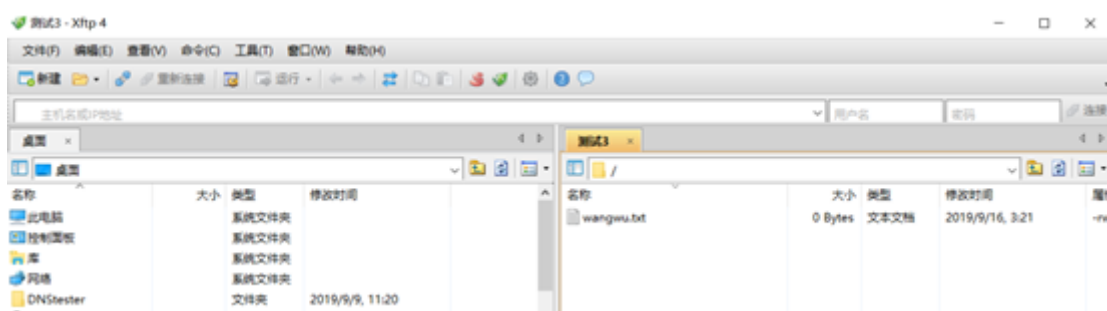 测试3 - Xftp 4
文件(F) 编辑(E) 查看(V) 命令(C) 工具(T) 窗口(W) 帮助(H)
新建 重新连接 运行
主机名或IP地址 用户名 密码 连接
桌面 测试3
桌面 /
名称 大小 类型 修改时间 名称 大小 类型 修改时间
此电脑 系统文件夹 wangwu.txt 0 Bytes 文本文档 2019/9/16, 3:21
控制面板 系统文件夹
库 系统文件夹
网络 系统文件夹
DNStester 文件夹 2019/9/9, 11:20